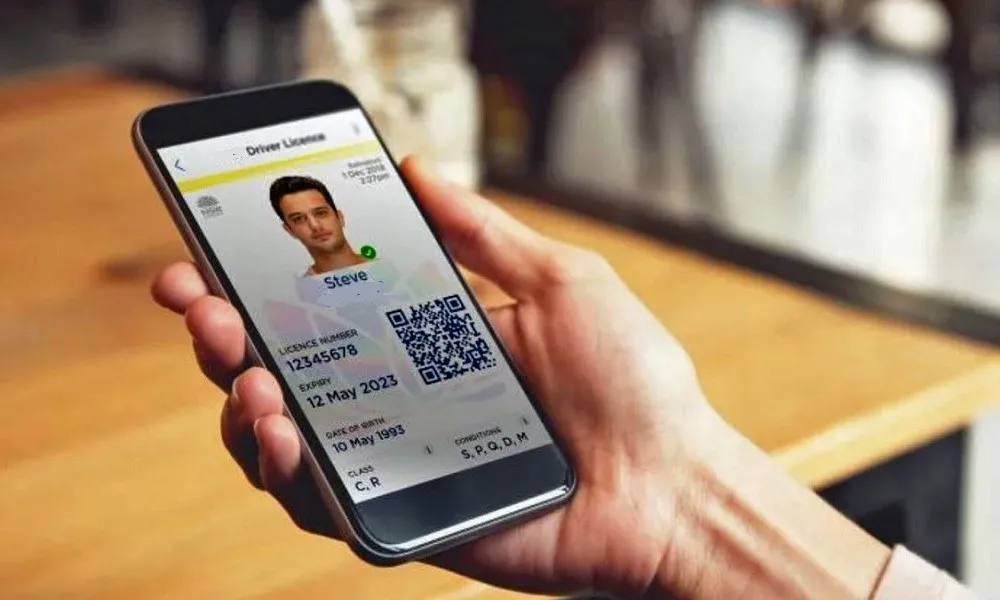 Driver Licence
Refreshed
1 Dec 2018
2:27pm
NSW
Steve
LICENCE NUMBER
12345678
EXPIRY
12 May 2023
DATE OF BIRTH
10 May 1993
CLASS
C, R
CONDITIONS
S, P, Q, D, M